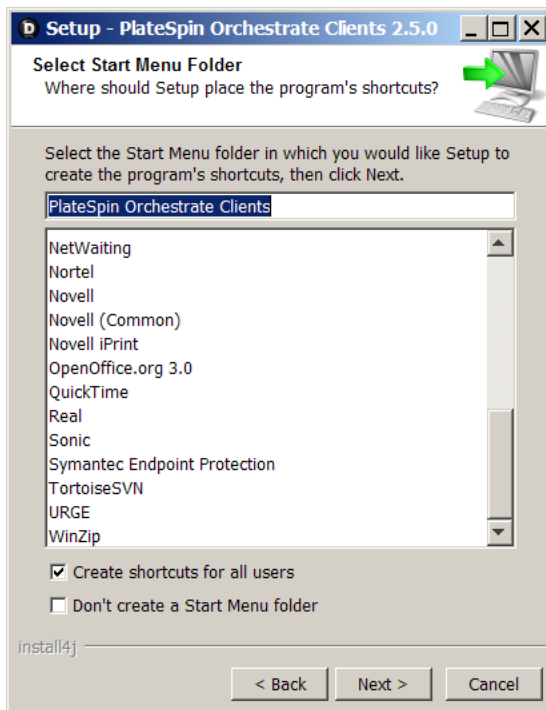 Setup - PlateSpin Orchestrate Clients 2.5.0
Select Start Menu Folder
Where should Setup place the program's shortcuts?
Select the Start Menu folder in which you would like Setup to
create the program's shortcuts, then click Next.
PlateSpin Orchestrate Clients
NetWaiting
Nortel
Novell
Novell (Common)
Novell iPrint
OpenOffice.org 3.0
QuickTime
Real
Sonic
Symantec Endpoint Protection
TortoiseSVN
URGE
WinZip
Create shortcuts for all users
Don't create a Start Menu folder
install4j
< Back Next > Cancel